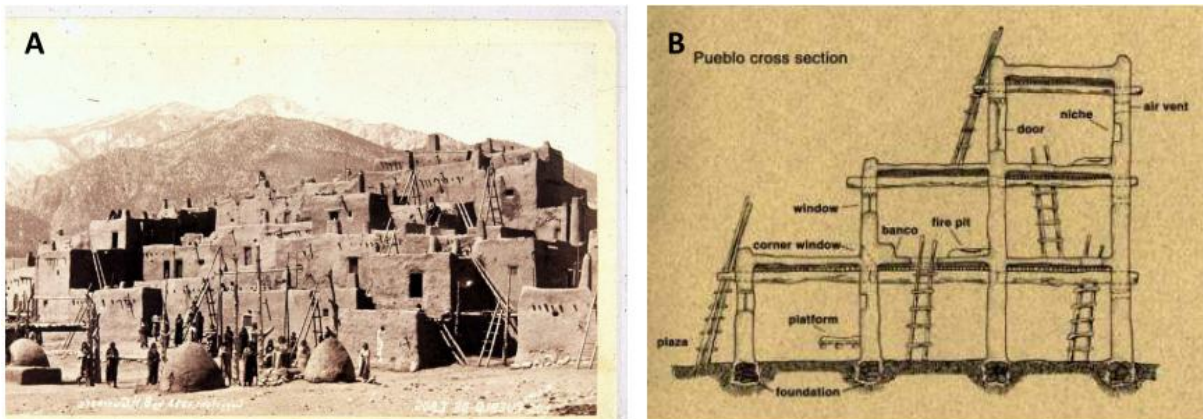 A
B
Pueblo cross section
air vent
niche
door
window
banco
fire pit
corner window
platform
plaza
foundation